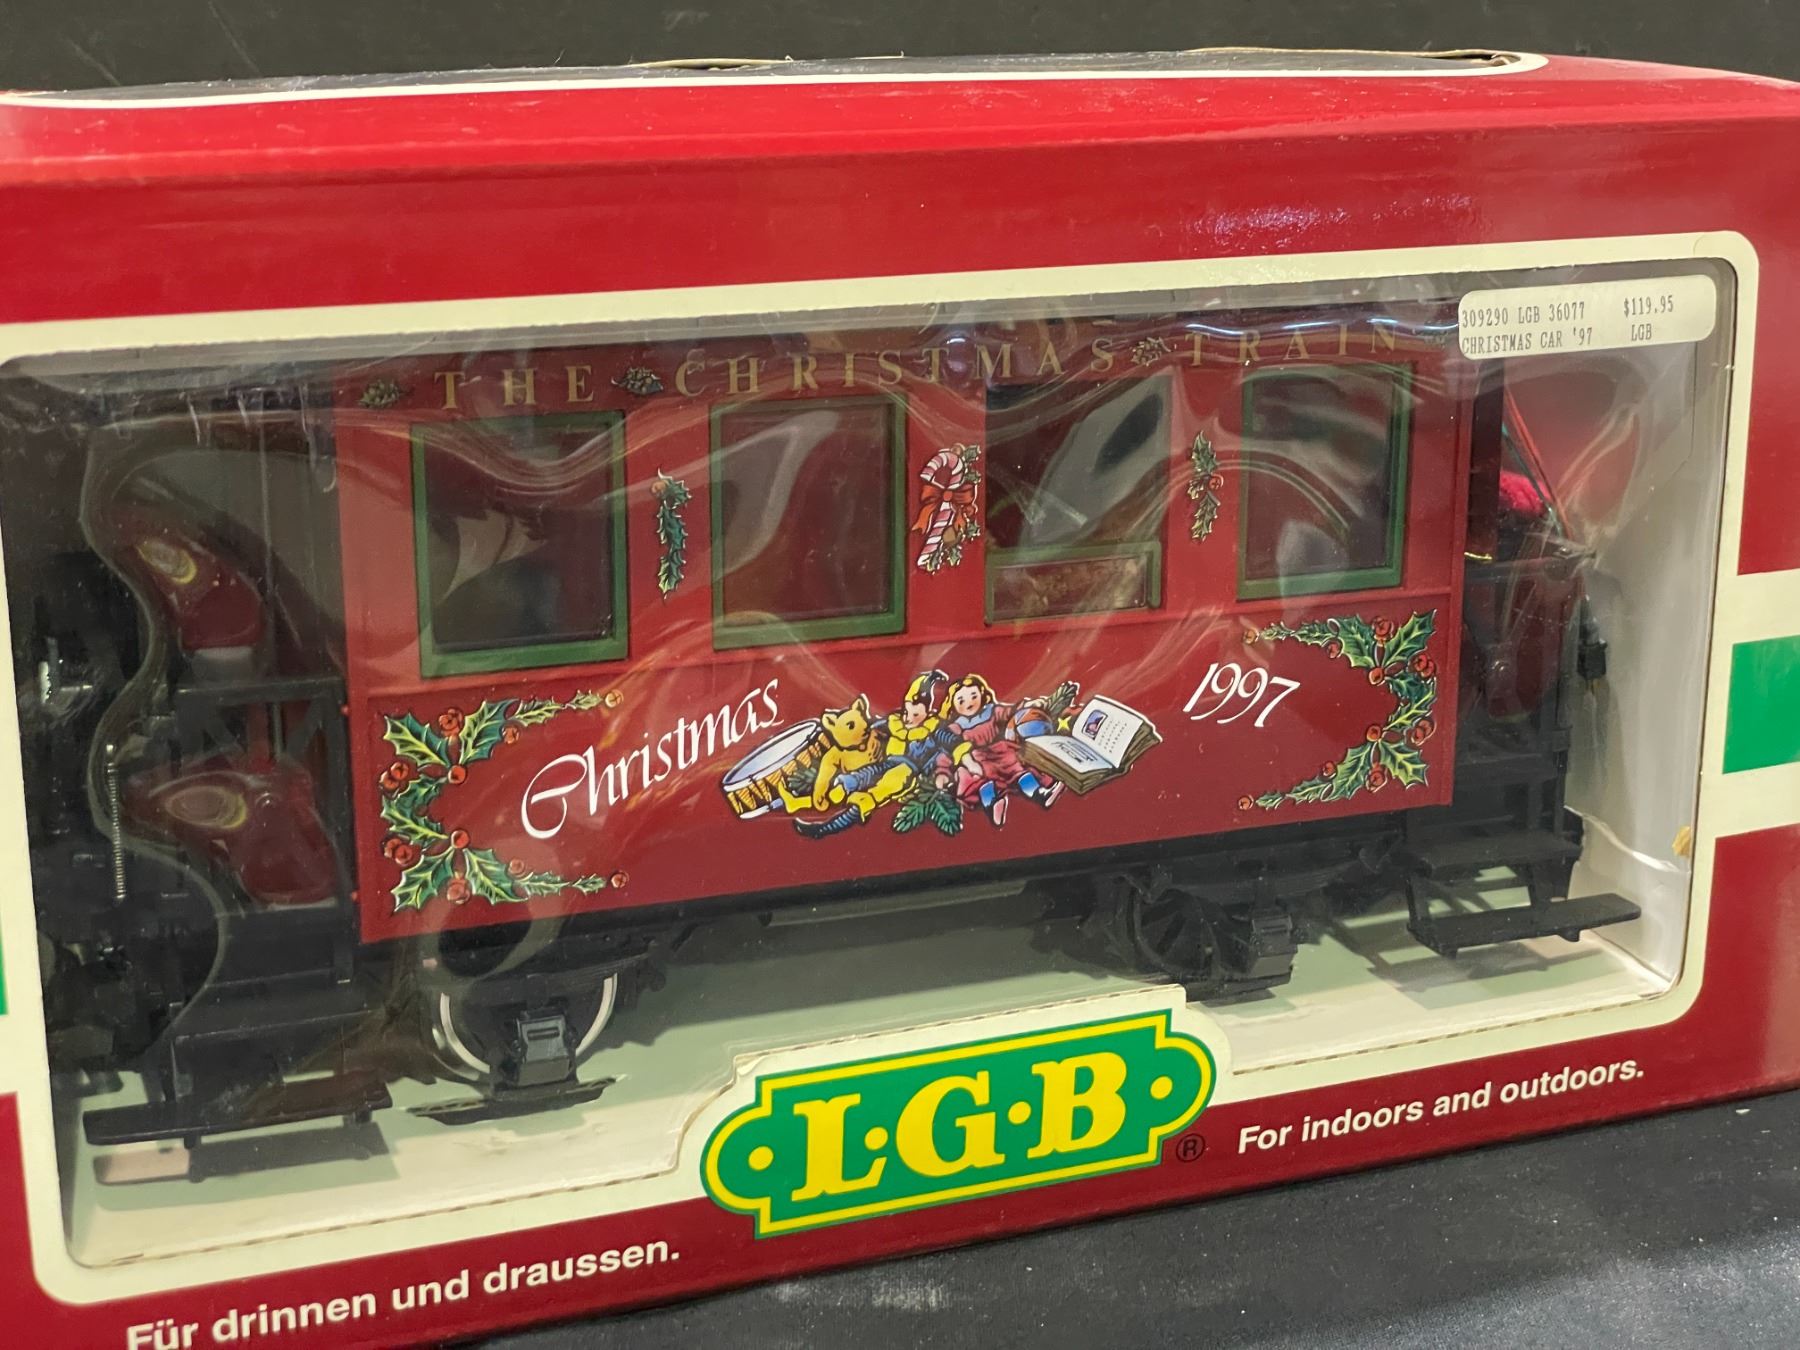 309290 LGB 36077 $119.95
CHRISTMAS CAR '97 LGB
THE CHRISTMAS TRAIN
Christmas 1997
L·G·B ®
For indoors and outdoors.
Für drinnen und draussen.